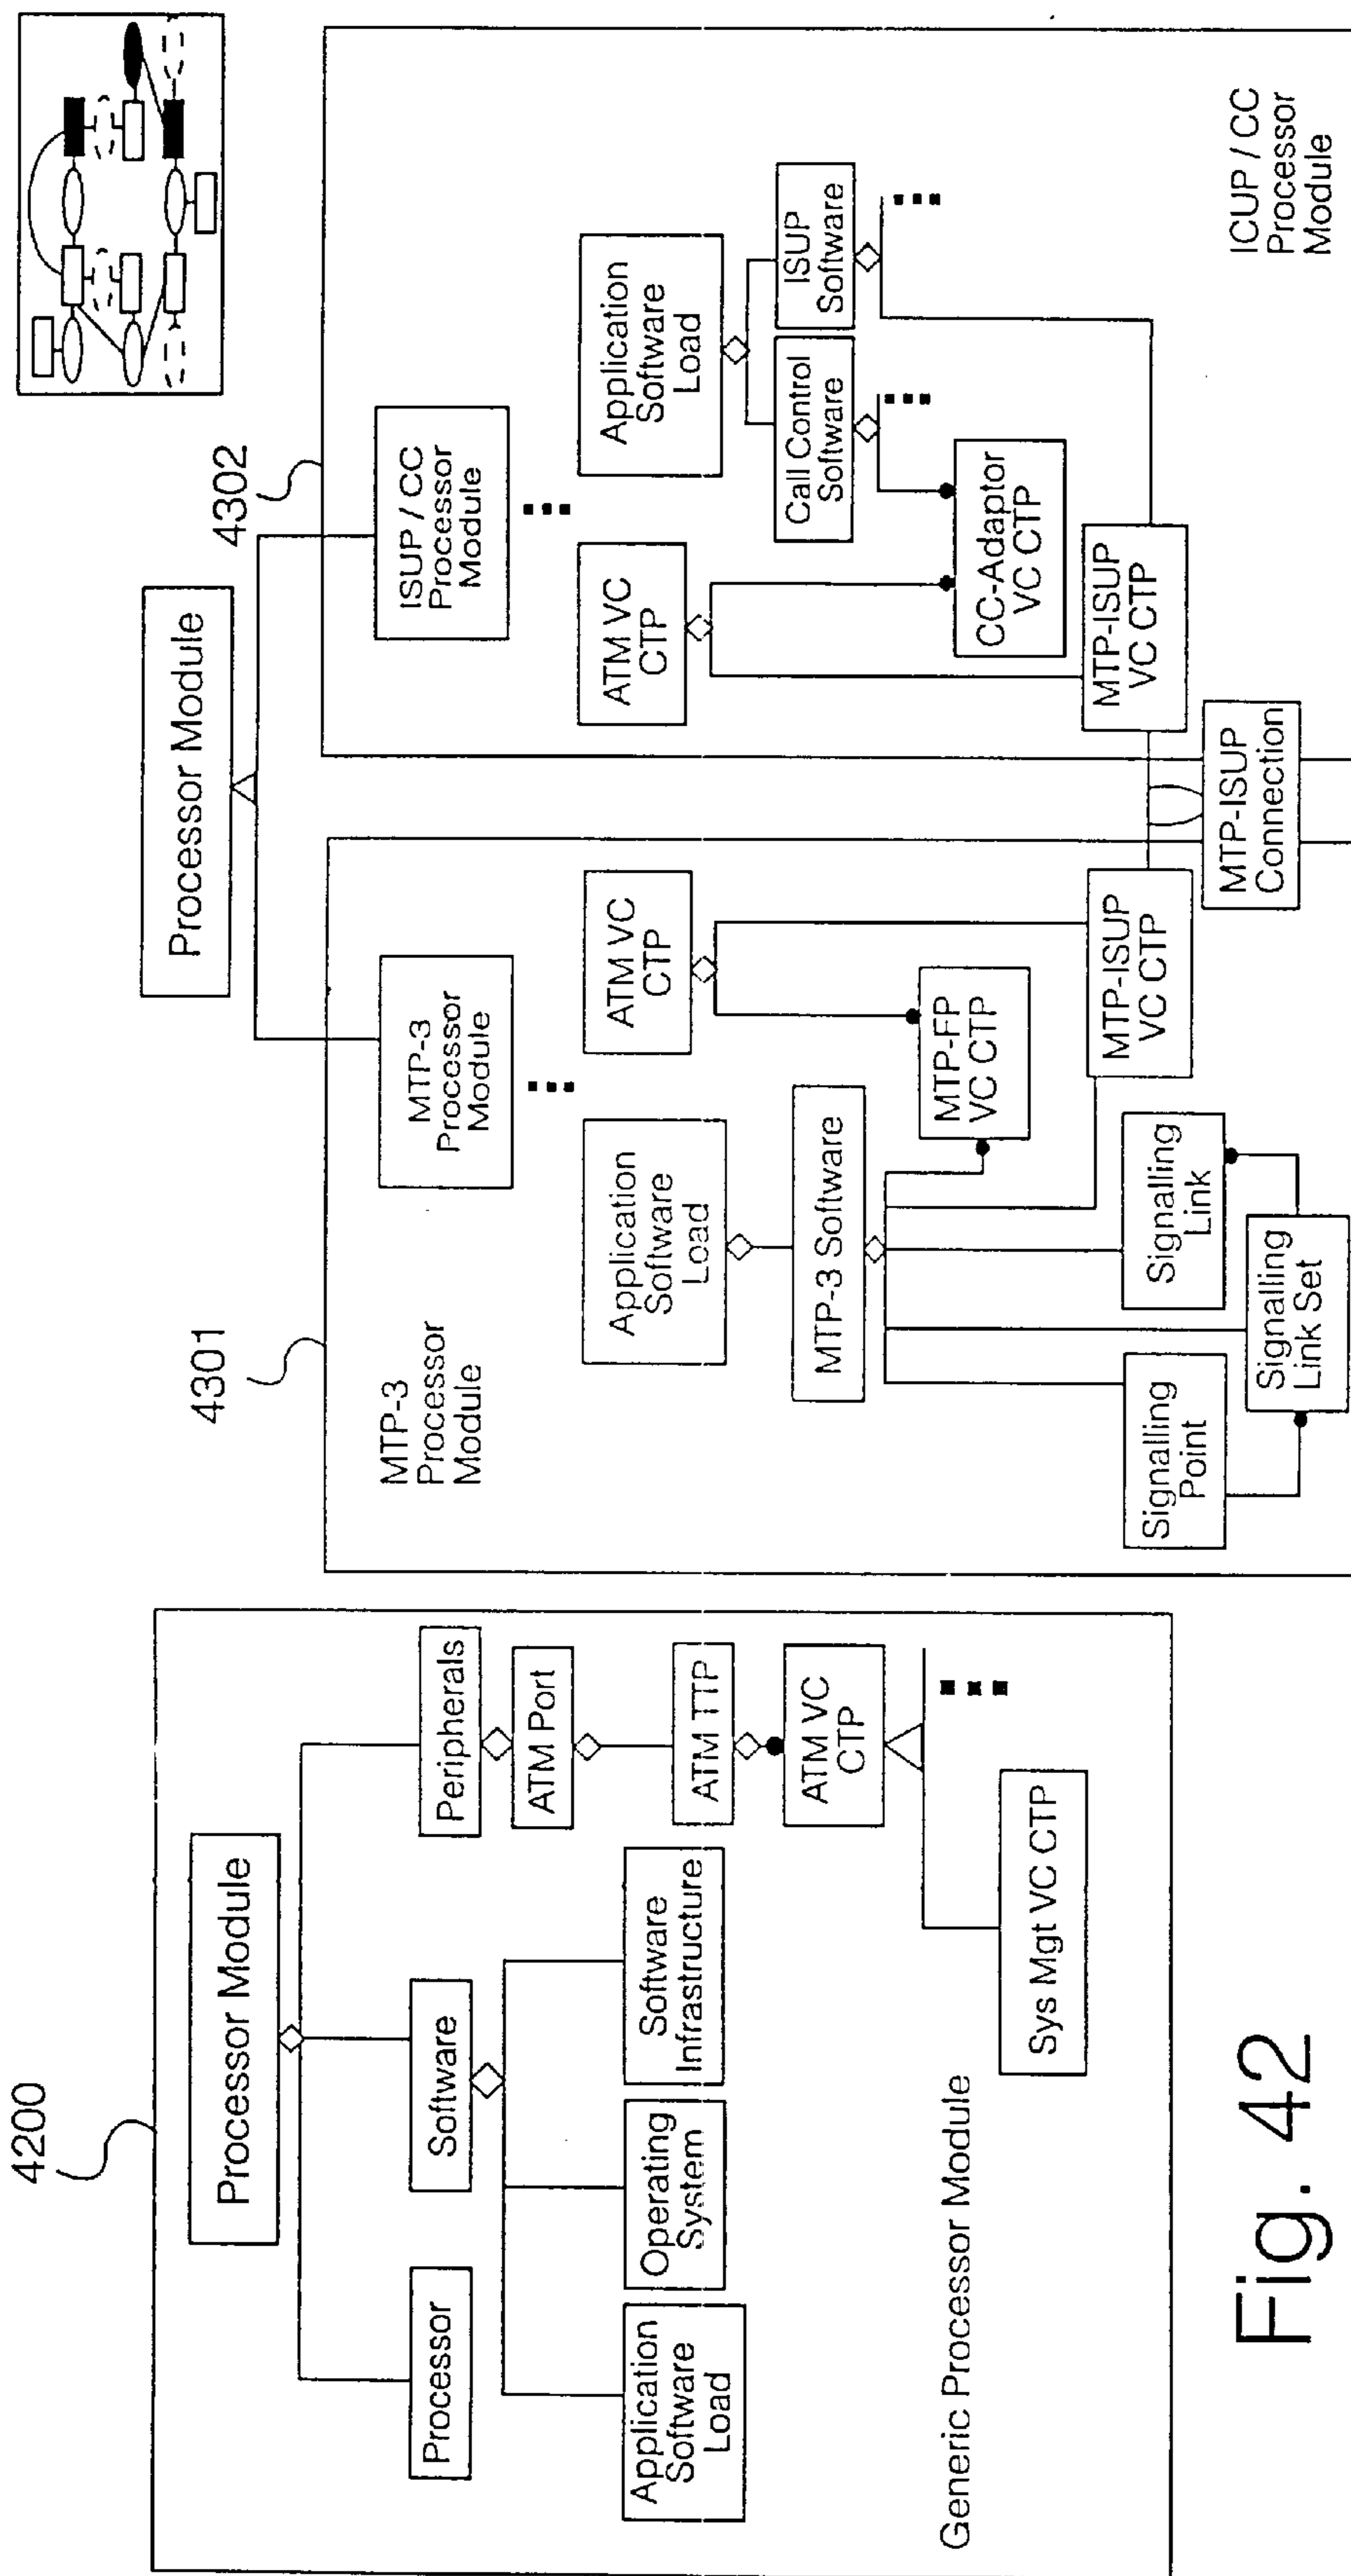 4200
Processor Module
Processor
Software
Peripherals
ATM Port
Application
Software
Load
Operating
System
Software
Infrastructure
ATM TTP
ATM VC
CTP
Sys Mgt VC CTP
Generic Processor Module
Fig. 42
Processor Module
4301
4302
MTP-3
Processor
Module
MTP-3
Processor
Module
Application
Software
Load
ATM VC
CTP
MTP-3 Software
MTP-FP
VC CTP
Signalling
Point
Signalling
Link
MTP-ISUP
VC CTP
Signalling
Link Set
MTP-ISUP
Connection
ISUP / CC
Processor
Module
ATM VC
CTP
Application
Software
Load
Call Control
Software
ISUP
Software
CC-Adaptor
VC CTP
MTP-ISUP
VC CTP
ICUP / CC
Processor
Module